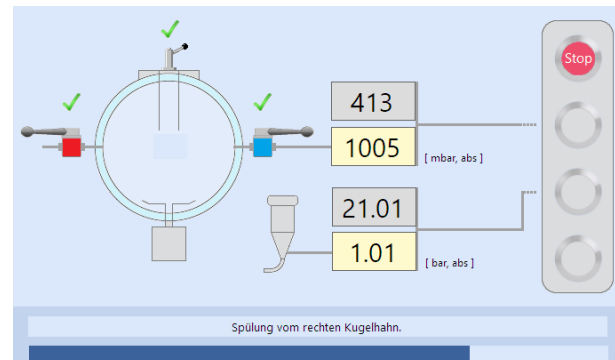 Stop
413
1005
[ mbar, abs ]
21.01
1.01
[ bar, abs ]
Spülung vom rechten Kugelhahn.